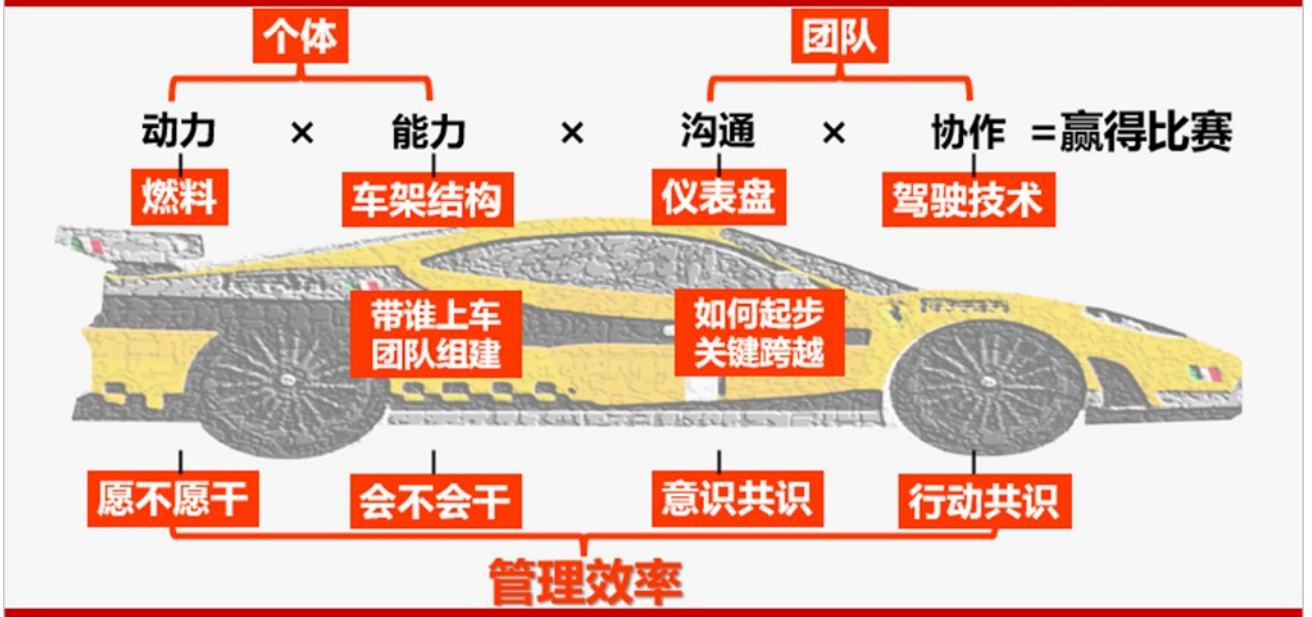 个体
团队
动力 × 能力 × 沟通 × 协作 =赢得比赛
燃料
车架结构
仪表盘
驾驶技术
带谁上车
团队组建
如何起步
关键跨越
愿不愿干
会不会干
意识共识
行动共识
管理效率